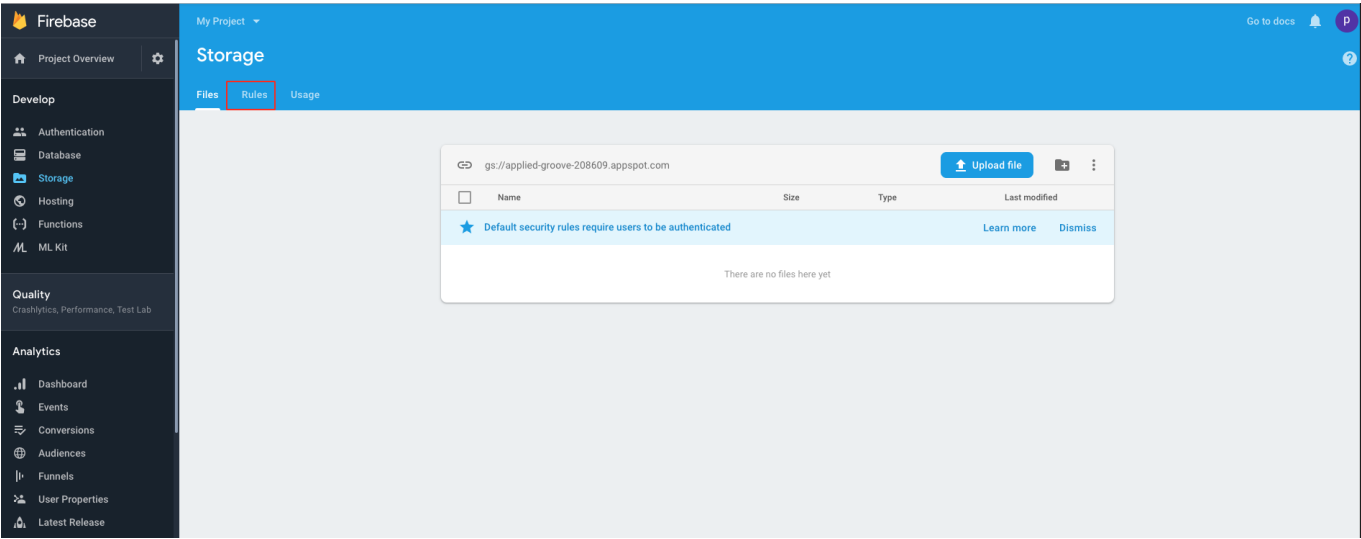 Firebase
My Project
Go to docs
P
Project Overview
Storage
Develop
Files Rules Usage
Authentication
Database
Storage
Hosting
Functions
ML Kit
gs://applied-groove-208609.appspot.com
Upload file
Name Size Type Last modified
Default security rules require users to be authenticated
Learn more Dismiss
There are no files here yet
Quality
Crashlytics, Performance, Test Lab
Analytics
Dashboard
Events
Conversions
Audiences
Funnels
User Properties
Latest Release